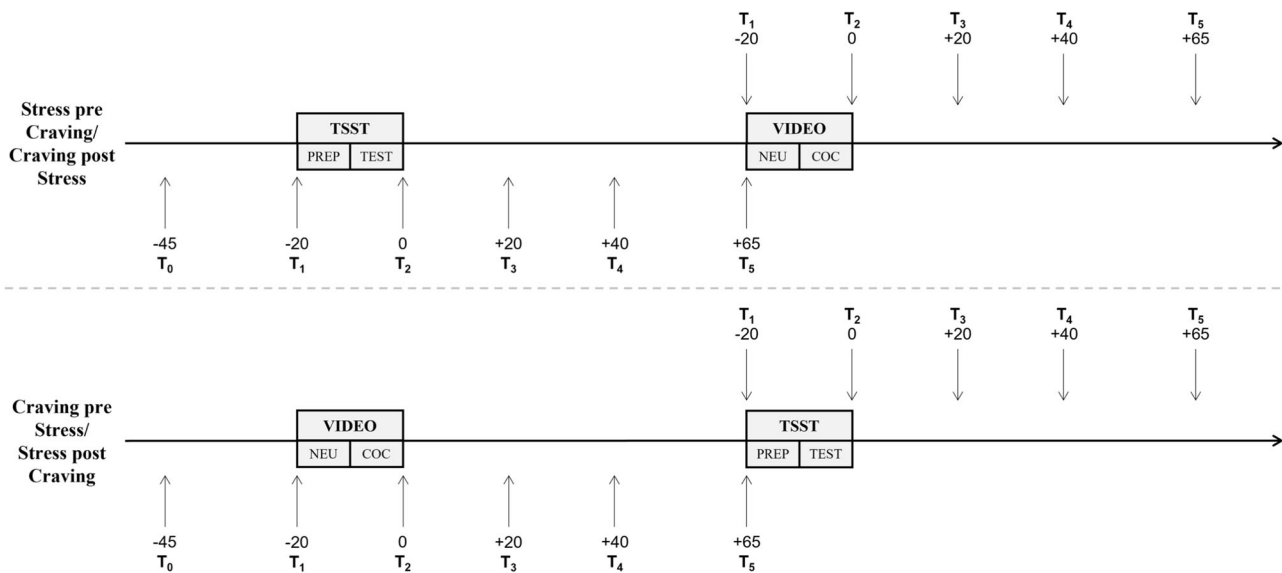 T1 T2 T3 T4 T5
-20 0 +20 +40 +65
Stress pre
Craving/
Craving post
Stress
TSST
PREP TEST
VIDEO
NEU COC
-45 -20 0 +20 +40 +65
T0 T1 T2 T3 T4 T5
T1 T2 T3 T4 T5
-20 0 +20 +40 +65
Craving pre
Stress/
Stress post
Craving
VIDEO
NEU COC
TSST
PREP TEST
-45 -20 0 +20 +40 +65
T0 T1 T2 T3 T4 T5